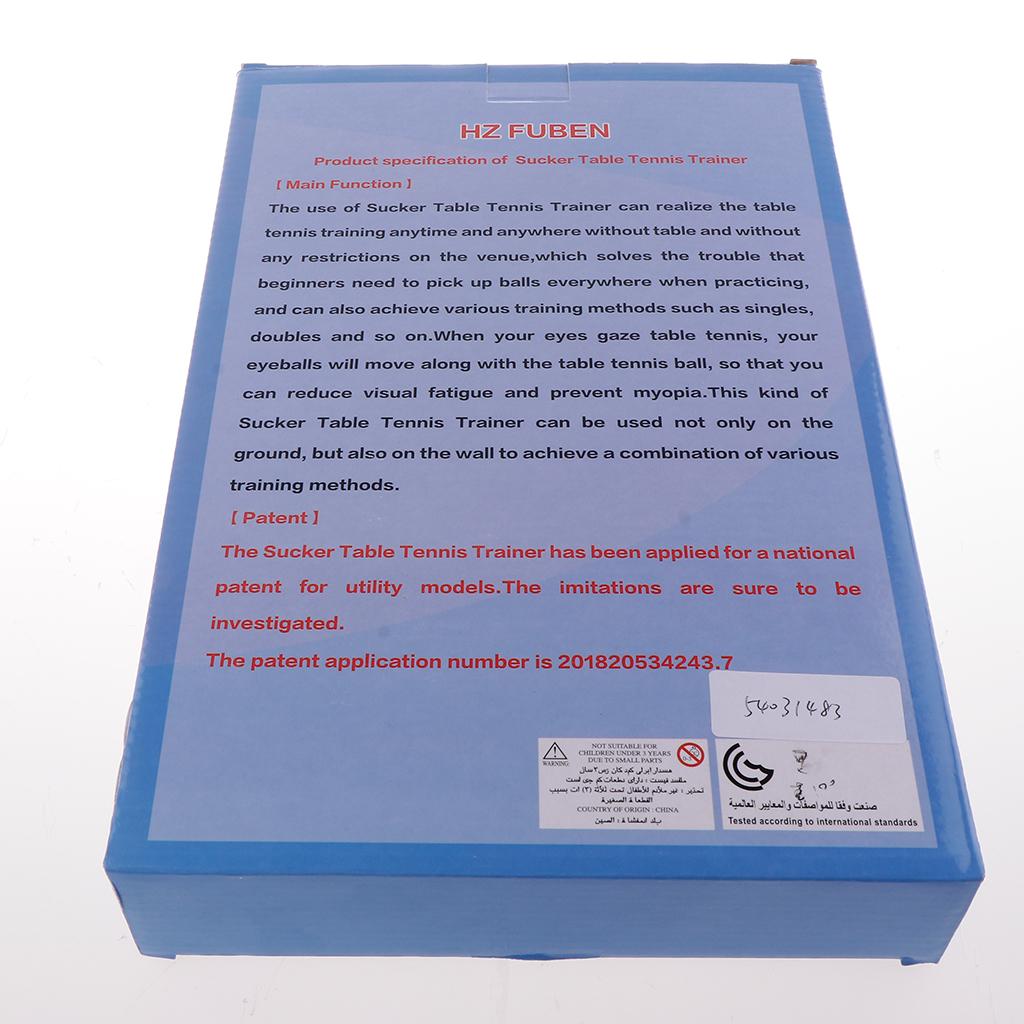 HZ FUBEN
Product specification of Sucker Table Tennis Trainer
【Main Function】
The use of Sucker Table Tennis Trainer can realize the table
tennis training anytime and anywhere without table and without
any restrictions on the venue,which solves the trouble that
beginners need to pick up balls everywhere when practicing,
and can also achieve various training methods such as singles,
doubles and so on.When your eyes gaze table tennis, your
eyeballs will move along with the table tennis ball, so that you
can reduce visual fatigue and prevent myopia.This kind of
Sucker Table Tennis Trainer can be used not only on the
ground, but also on the wall to achieve a combination of various
training methods.
【Patent】
The Sucker Table Tennis Trainer has been applied for a national
patent for utility models.The imitations are sure to be
investigated.
The patent application number is 201820534243.7
54031483
WARNING:
NOT SUITABLE FOR
CHILDREN UNDER 3 YEARS
DUE TO SMALL PARTS
0-3
COUNTRY OF ORIGIN : CHINA
صنعت وفقا للمواصفات والمعايير العالمية
Tested according to international standards